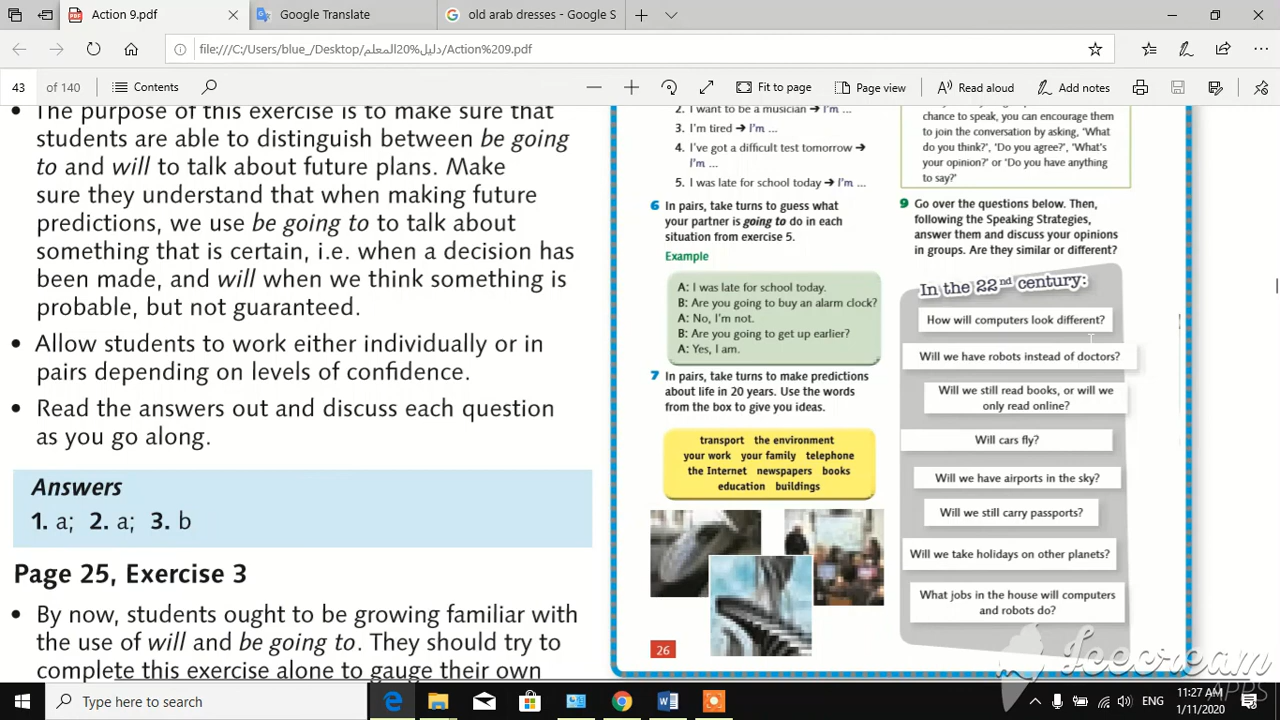 Action 9.pdf
Google Translate
old arab dresses - Google S
file:///C:/Users/blue_/Desktop/دليل%20المعلم/Action%209.pdf
43 of 140
Contents
Fit to page
Page view
Read aloud
Add notes
• The purpose of this exercise is to make sure that
students are able to distinguish between be going
to and will to talk about future plans. Make
sure they understand that when making future
predictions, we use be going to to talk about
something that is certain, i.e. when a decision has
been made, and will when we think something is
probable, but not guaranteed.
• Allow students to work either individually or in
pairs depending on levels of confidence.
• Read the answers out and discuss each question
as you go along.
Answers
1. a; 2. a; 3. b
Page 25, Exercise 3
• By now, students ought to be growing familiar with
the use of will and be going to. They should try to
complete this exercise alone to gauge their own
2. I want to be a musician → I'm ...
3. I'm tired → I'm ...
4. I've got a difficult test tomorrow →
I'm ...
5. I was late for school today → I'm ...
6 In pairs, take turns to guess what
your partner is going to do in each
situation from exercise 5.
Example
A: I was late for school today.
B: Are you going to buy an alarm clock?
A: No, I'm not.
B: Are you going to get up earlier?
A: Yes, I am.
7 In pairs, take turns to make predictions
about life in 20 years. Use the words
from the box to give you ideas.
transport the environment
your work your family telephone
the Internet newspapers books
education buildings
26
chance to speak, you can encourage them
to join the conversation by asking, 'What
do you think?', 'Do you agree?', 'What's
your opinion?' or 'Do you have anything
to say?'
9 Go over the questions below. Then,
following the Speaking Strategies,
answer them and discuss your opinions
in groups. Are they similar or different?
In the 22nd century:
How will computers look different?
Will we have robots instead of doctors?
Will we still read books, or will we
only read online?
Will cars fly?
Will we have airports in the sky?
Will we still carry passports?
Will we take holidays on other planets?
What jobs in the house will computers
and robots do?
Icecream
APPS
Type here to search
ENG
11:27 AM
1/11/2020